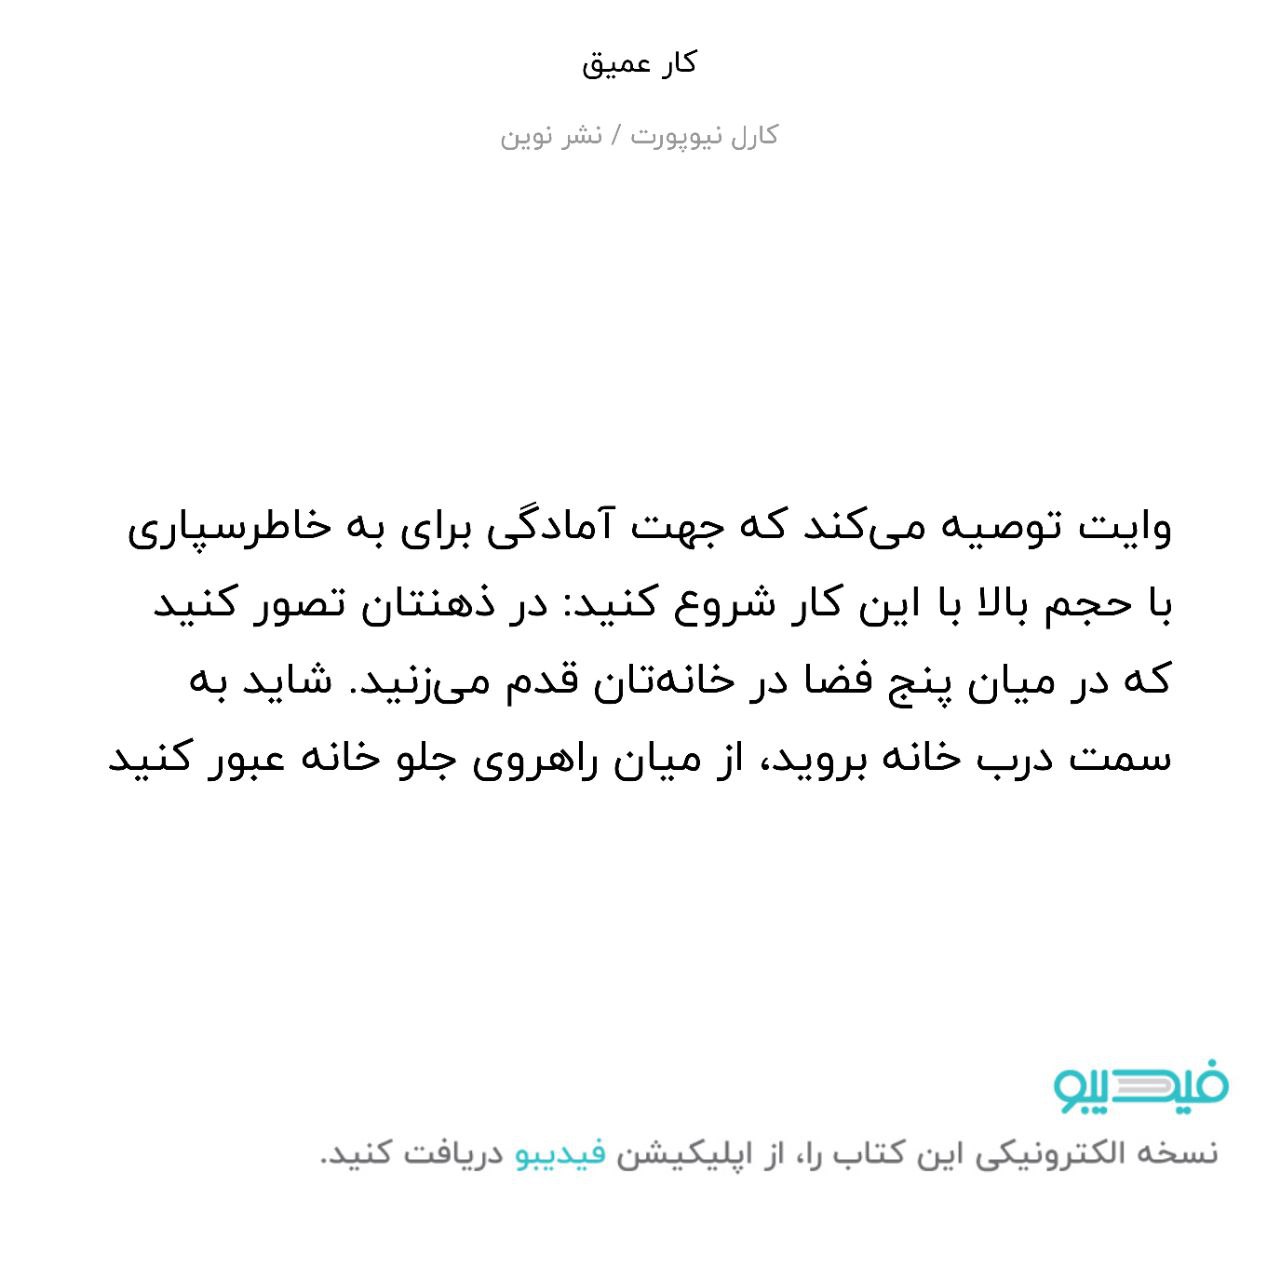 کار عمیق
کارل نیوپورت / نشر نوین
وایت توصیه می‌کند که جهت آمادگی برای به خاطرسپاری
با حجم بالا با این کار شروع کنید: در ذهنتان تصور کنید
که در میان پنج فضا در خانه‌تان قدم می‌زنید. شاید به
سمت درب خانه بروید، از میان راهروی جلو خانه عبور کنید
فیدیبو
نسخه الکترونیکی این کتاب را، از اپلیکیشن فیدیبو دریافت کنید.